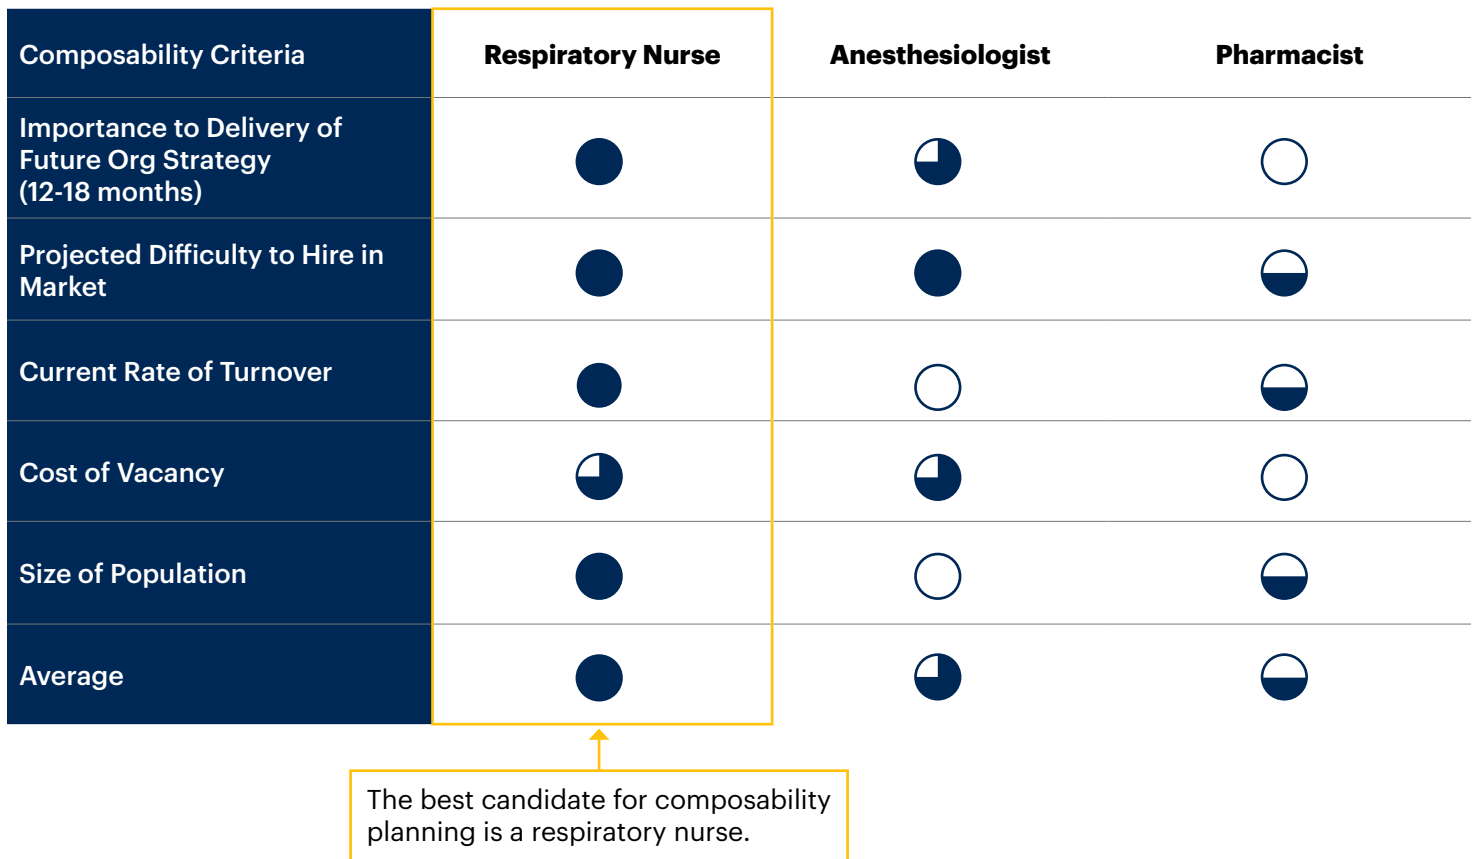 Composability Criteria
Respiratory Nurse
Anesthesiologist
Pharmacist
Importance to Delivery of
Future Org Strategy
(12-18 months)
Projected Difficulty to Hire in
Market
Current Rate of Turnover
Cost of Vacancy
Size of Population
Average
The best candidate for composability
planning is a respiratory nurse.